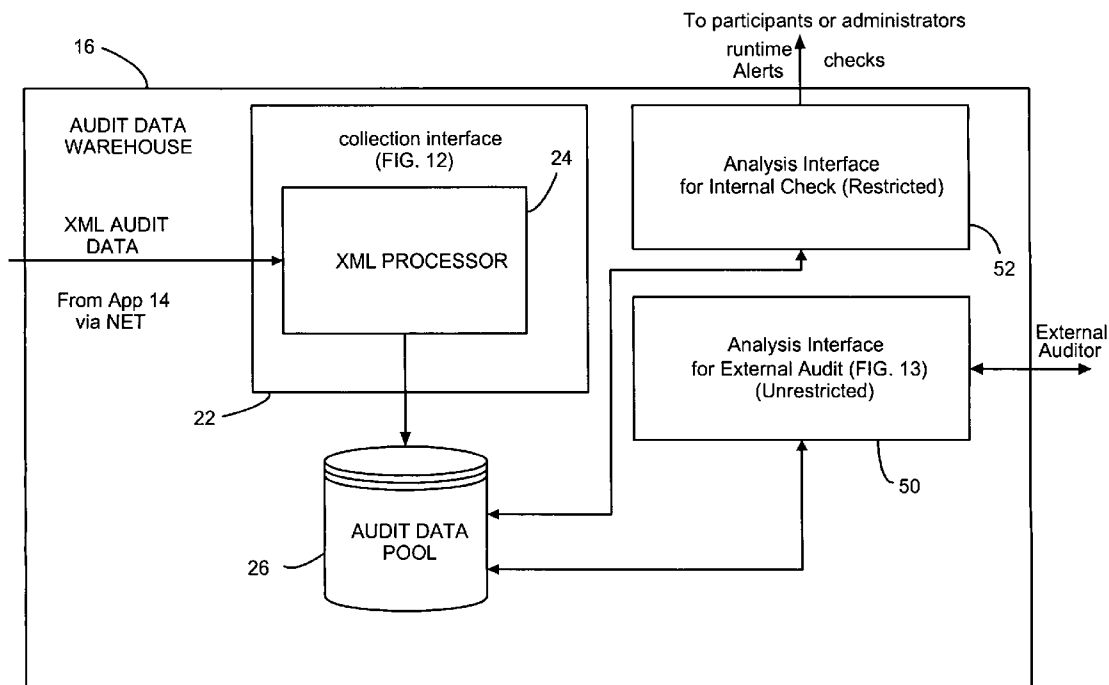 To participants or administrators
runtime
Alerts
checks
16
AUDIT DATA
WAREHOUSE
collection interface
(FIG. 12)
24
XML PROCESSOR
XML AUDIT
DATA
From App 14
via NET
22
Analysis Interface
for Internal Check (Restricted)
52
Analysis Interface
for External Audit (FIG. 13)
(Unrestricted)
External
Auditor
50
AUDIT DATA
POOL
26